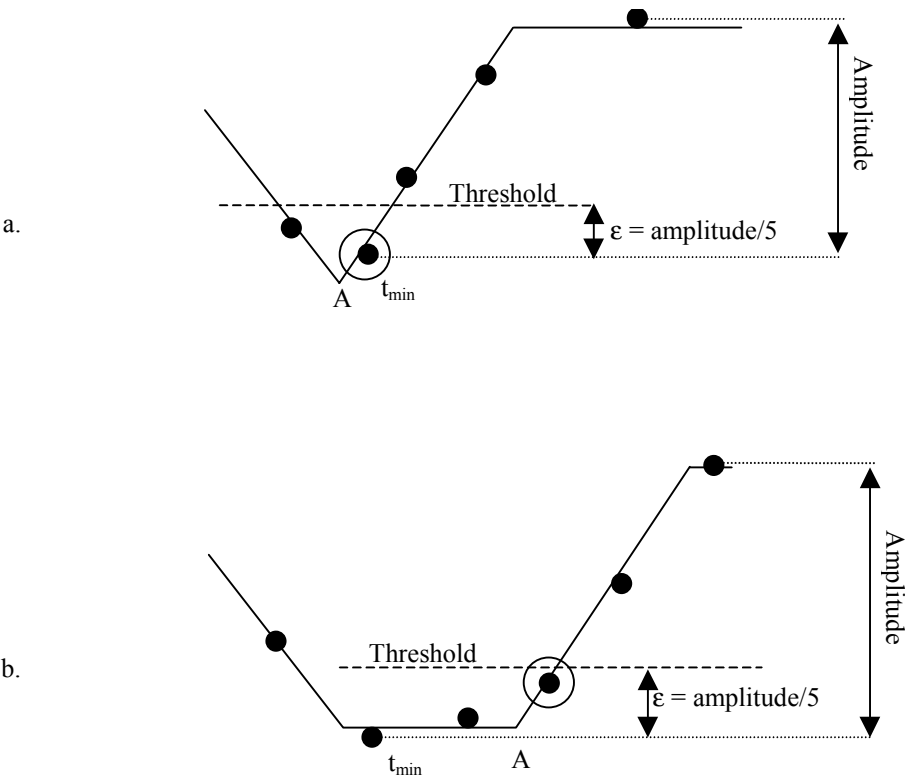 a.
Amplitude
Threshold
ε = amplitude/5
A
t_min
b.
Amplitude
Threshold
ε = amplitude/5
t_min
A